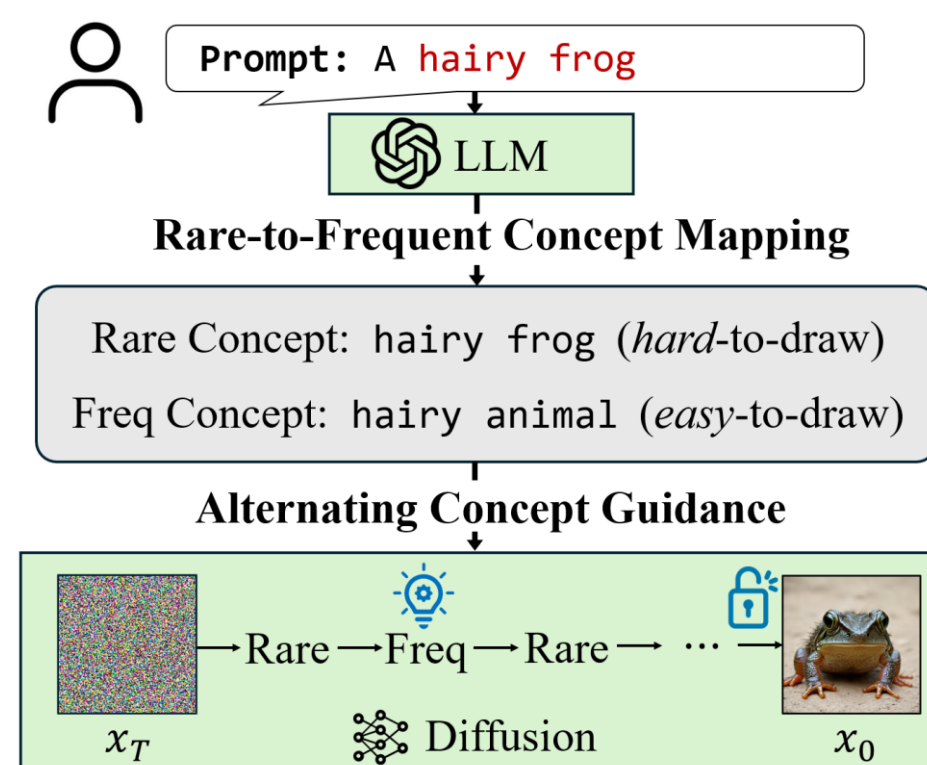 Prompt: A hairy frog
LLM
Rare-to-Frequent Concept Mapping
Rare Concept: hairy frog (hard-to-draw)
Freq Concept: hairy animal (easy-to-draw)
Alternating Concept Guidance
Rare Freq Rare ...
x_T Diffusion x_0